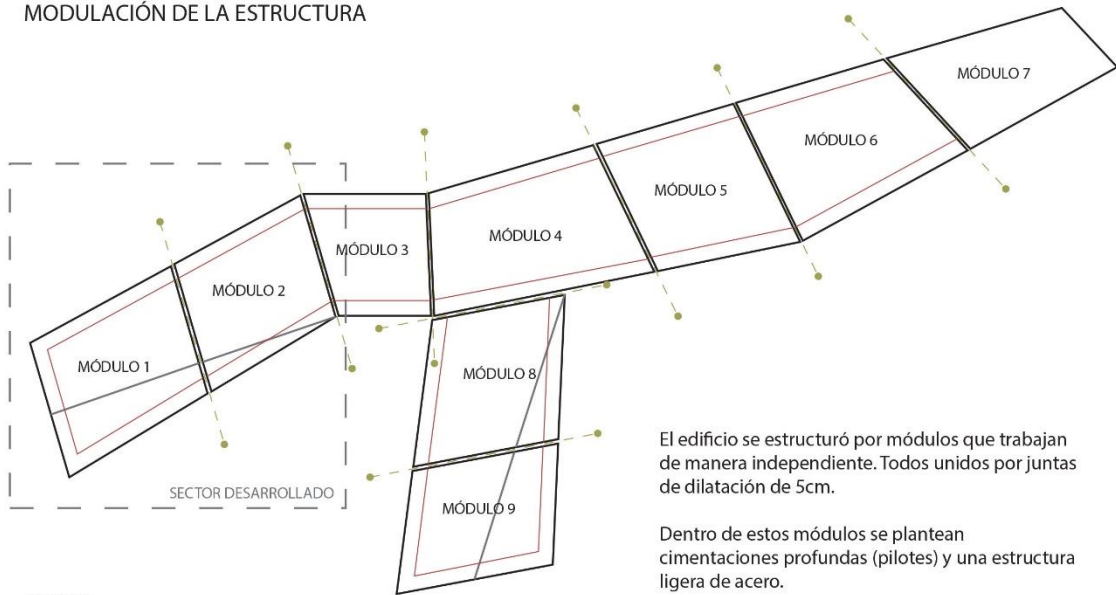 MODULACIÓN DE LA ESTRUCTURA
MÓDULO 7
MÓDULO 6
MÓDULO 5
MÓDULO 4
MÓDULO 3
MÓDULO 2
MÓDULO 1
SECTOR DESARROLLADO
MÓDULO 8
MÓDULO 9
El edificio se estructuró por módulos que trabajan
de manera independiente. Todos unidos por juntas
de dilatación de 5cm.
Dentro de estos módulos se plantean
cimentaciones profundas (pilotes) y una estructura
ligera de acero.